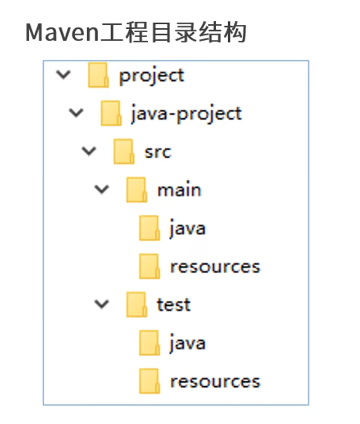 Maven工程目录结构
project
java-project
src
main
java
resources
test
java
resources